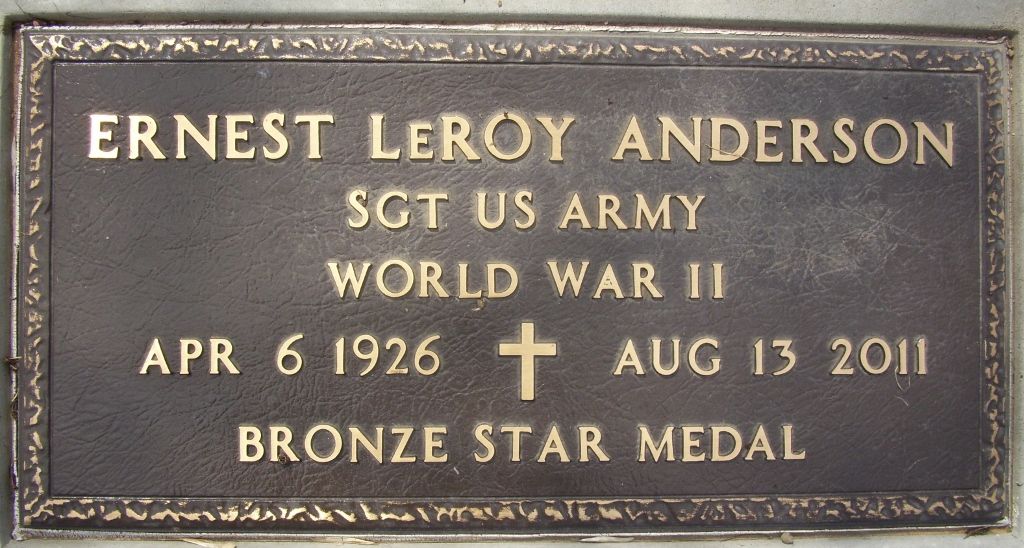 ERNEST LeROY ANDERSON
SGT US ARMY
WORLD WAR II
APR 6 1926 AUG 13 2011
BRONZE STAR MEDAL